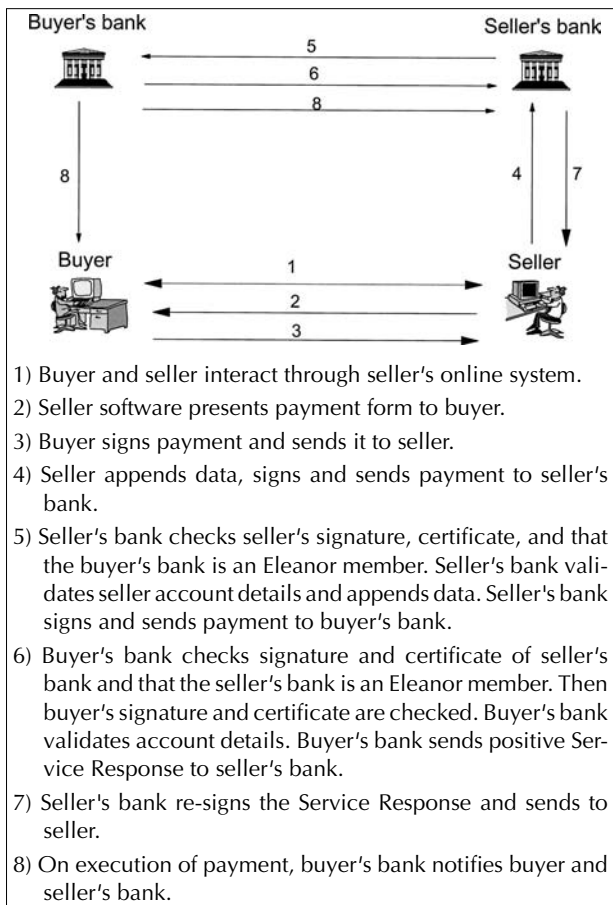 Buyer's bank
Seller's bank
5
6
8
8
4
7
Buyer
Seller
1
2
3
1) Buyer and seller interact through seller's online system.
2) Seller software presents payment form to buyer.
3) Buyer signs payment and sends it to seller.
4) Seller appends data, signs and sends payment to seller's
bank.
5) Seller's bank checks seller's signature, certificate, and that
the buyer's bank is an Eleanor member. Seller's bank vali-
dates seller account details and appends data. Seller's bank
signs and sends payment to buyer's bank.
6) Buyer's bank checks signature and certificate of seller's
bank and that the seller's bank is an Eleanor member. Then
buyer's signature and certificate are checked. Buyer's bank
validates account details. Buyer's bank sends positive Ser-
vice Response to seller's bank.
7) Seller's bank re-signs the Service Response and sends to
seller.
8) On execution of payment, buyer's bank notifies buyer and
seller's bank.